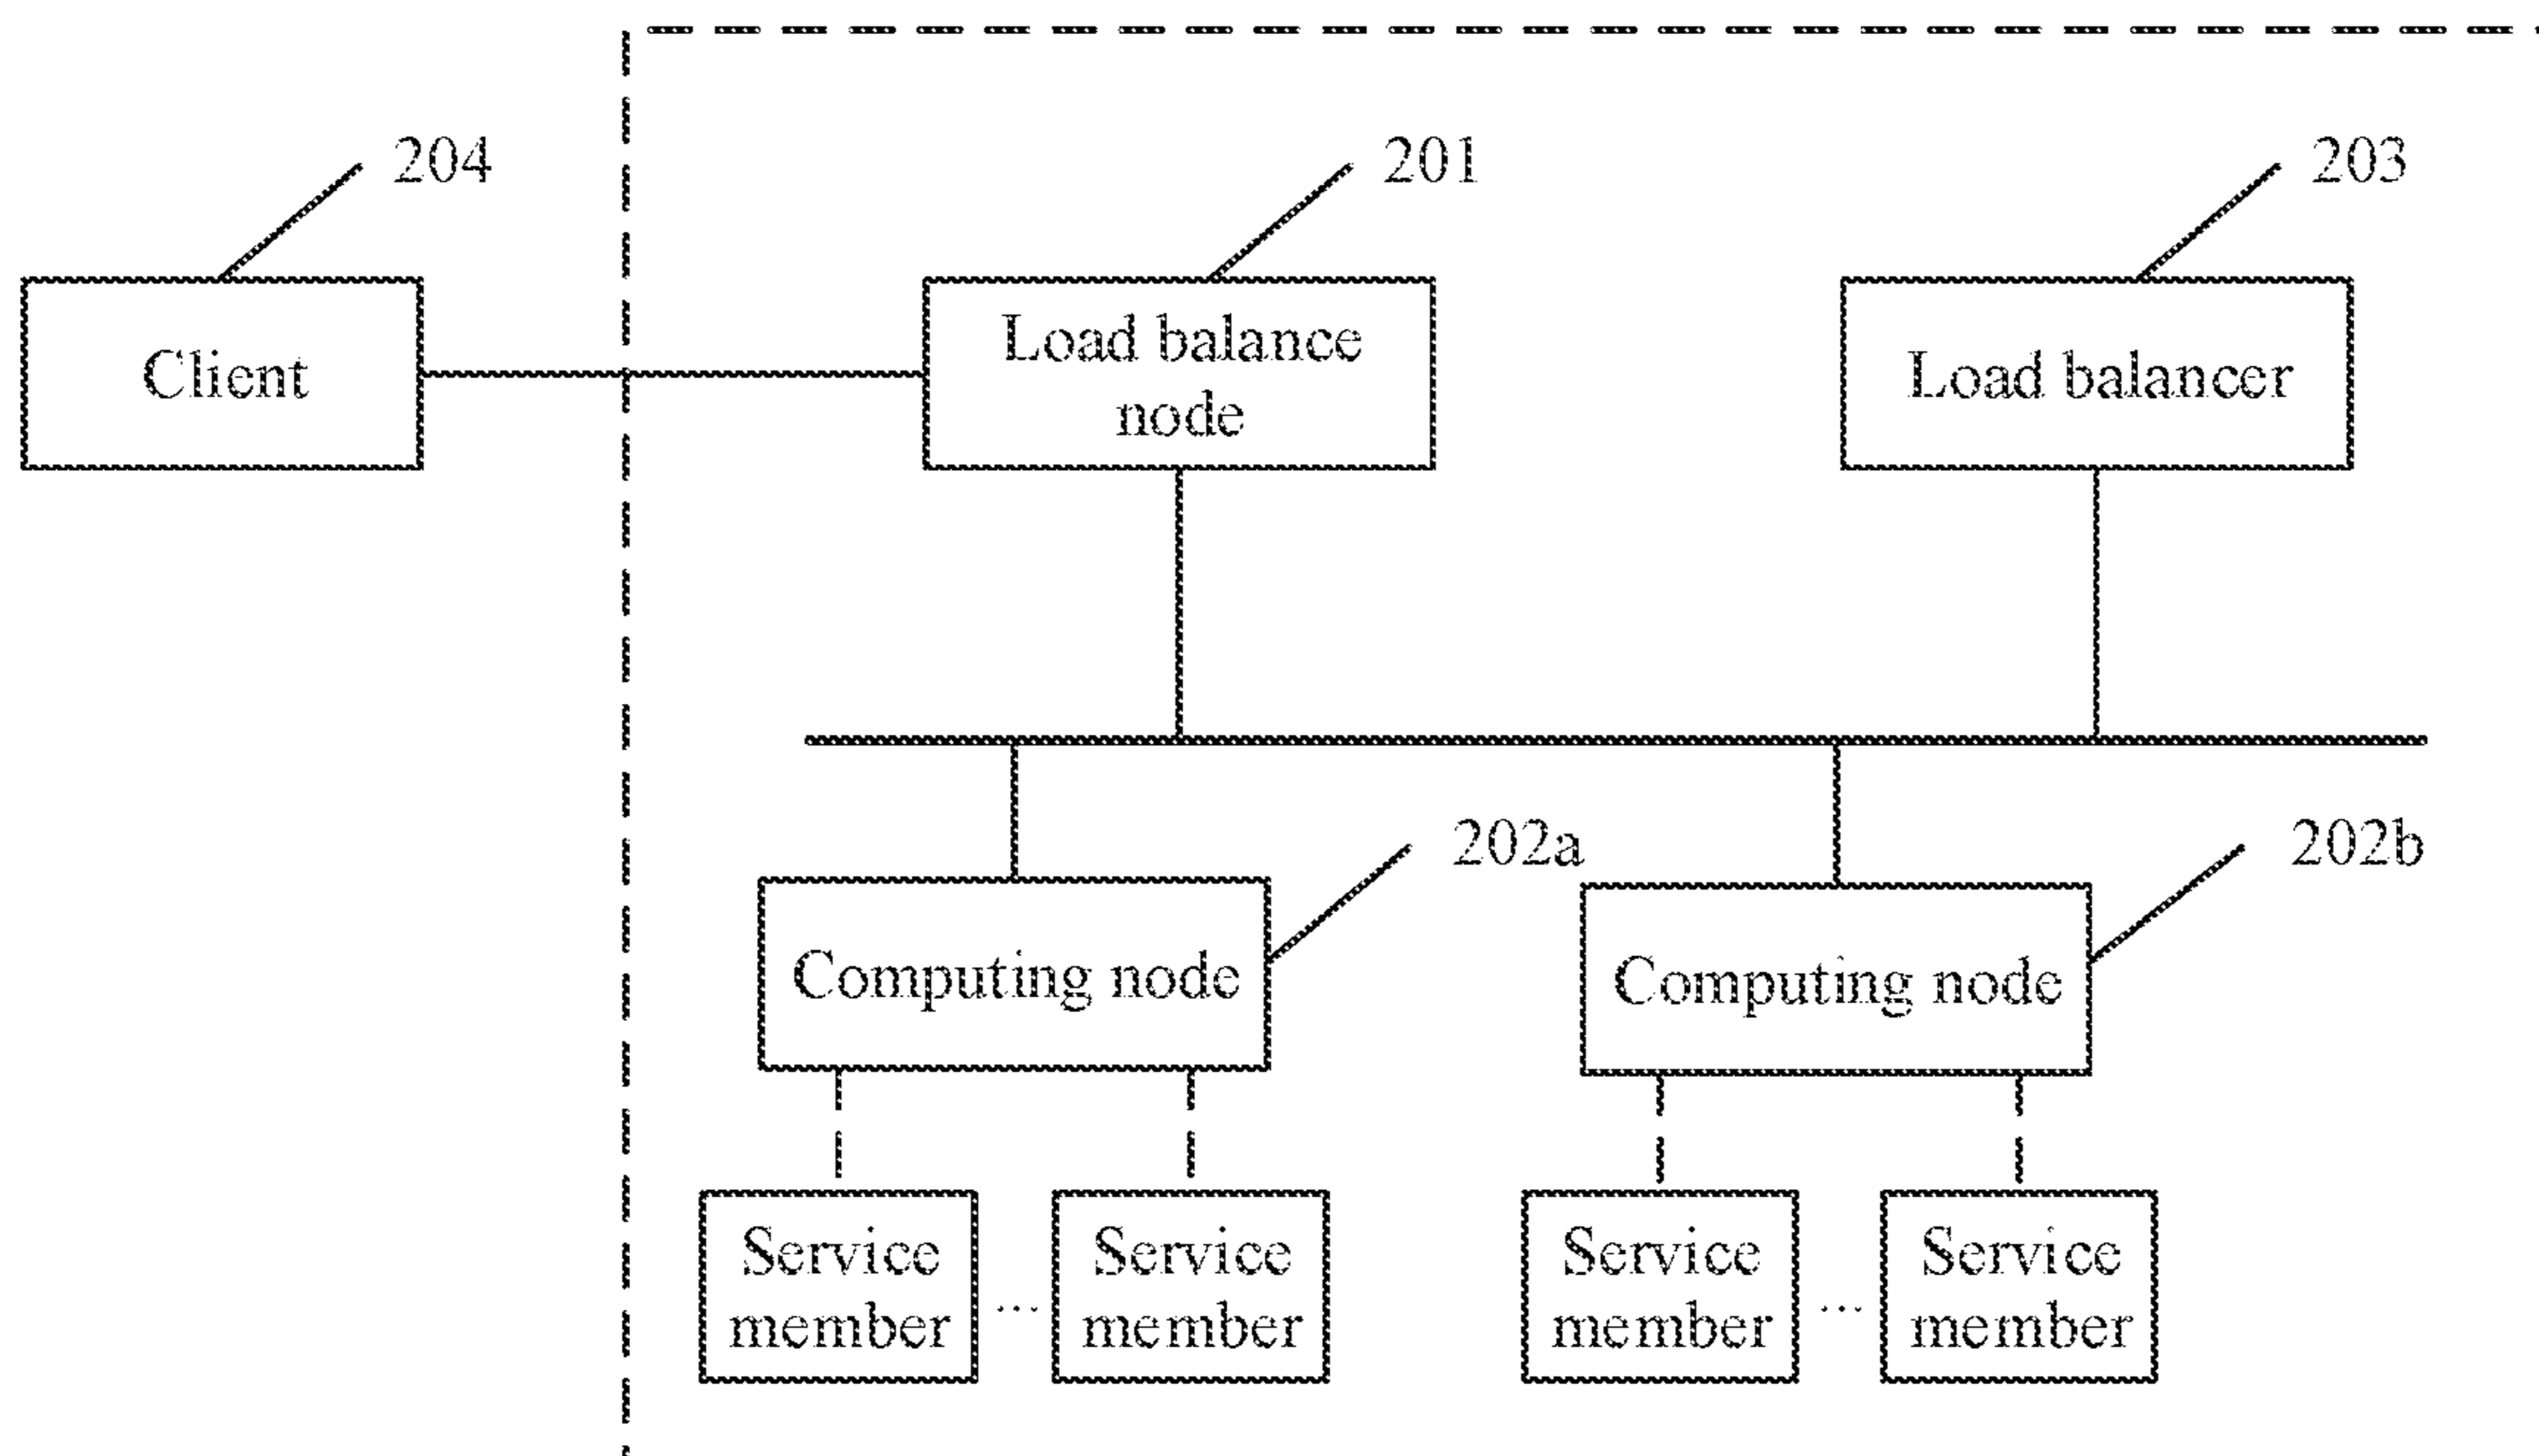 204
201
203
Client
Load balance
node
Load balancer
202a
202b
Computing node
Computing node
Service
member
...
Service
member
Service
member
...
Service
member